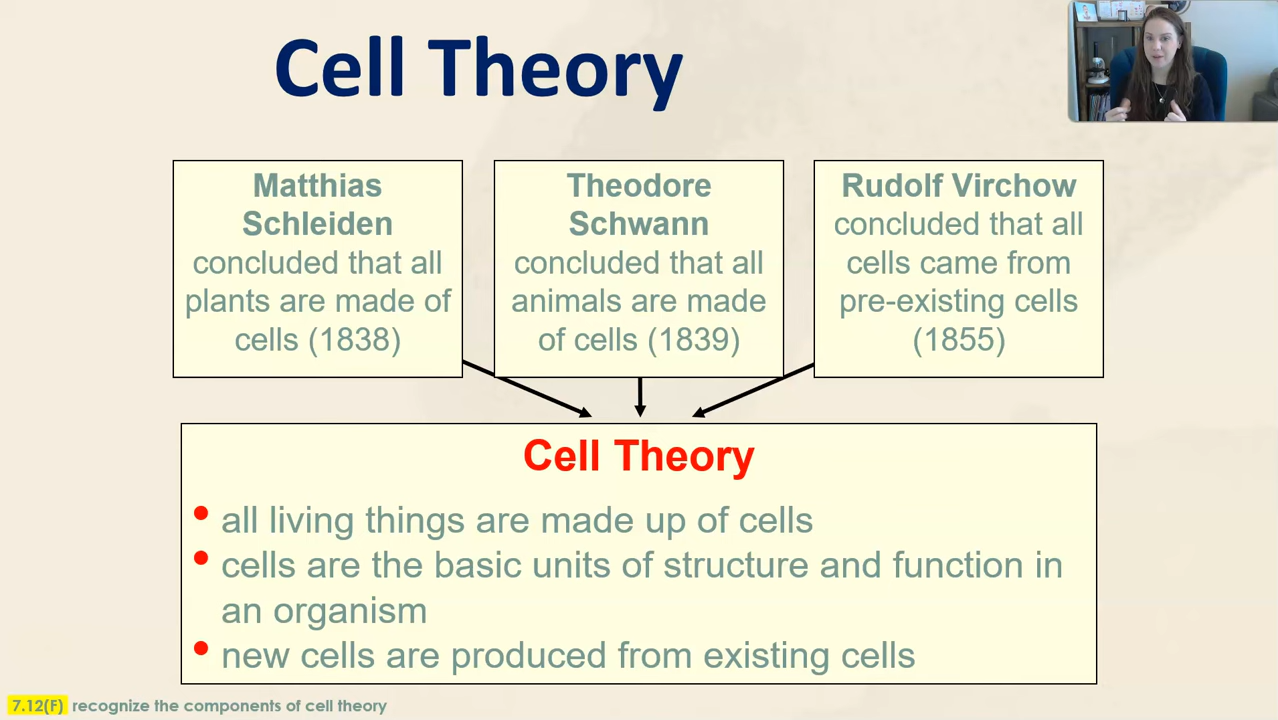 Cell Theory
Matthias
Schleiden
concluded that all
plants are made of
cells (1838)
Theodore
Schwann
concluded that all
animals are made
of cells (1839)
Rudolf Virchow
concluded that all
cells came from
pre-existing cells
(1855)
Cell Theory
• all living things are made up of cells
• cells are the basic units of structure and function in
an organism
• new cells are produced from existing cells
7.12(F) recognize the components of cell theory